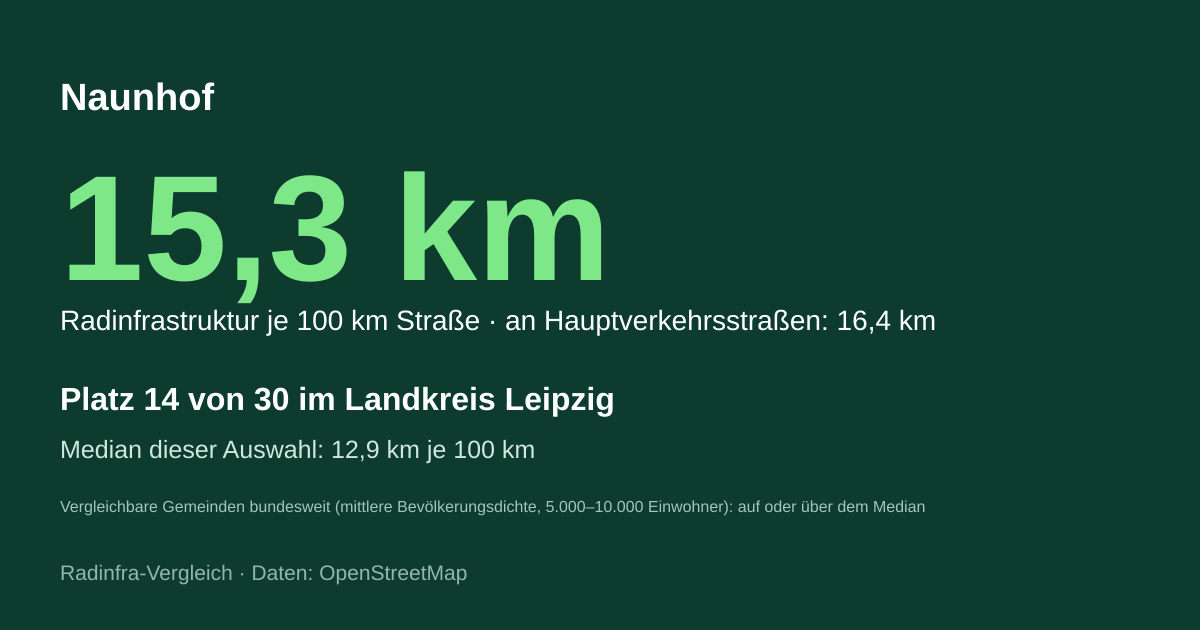 Naunhof
15,3 km
Radinfrastruktur je 100 km Straße · an Hauptverkehrsstraßen: 16,4 km
Platz 14 von 30 im Landkreis Leipzig
Median dieser Auswahl: 12,9 km je 100 km
Vergleichbare Gemeinden bundesweit (mittlere Bevölkerungsdichte, 5.000–10.000 Einwohner): auf oder über dem Median
Radinfra-Vergleich · Daten: OpenStreetMap